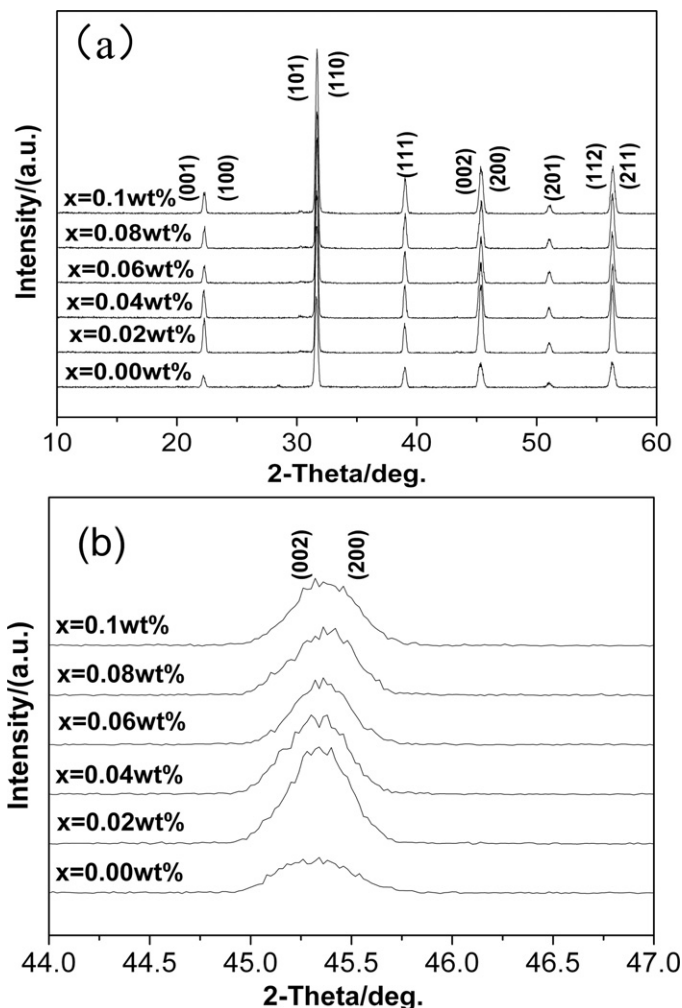 (a)
(101)
(110)
(001)
(100)
(111)
(002)
(200)
(201)
(112)
(211)
x=0.1wt%
x=0.08wt%
x=0.06wt%
x=0.04wt%
x=0.02wt%
x=0.00wt%
Intensity/(a.u.)
10 20 30 40 50 60
2-Theta/deg.
(b)
(002)
(200)
x=0.1wt%
x=0.08wt%
x=0.06wt%
x=0.04wt%
x=0.02wt%
x=0.00wt%
Intensity/(a.u.)
44.0 44.5 45.0 45.5 46.0 46.5 47.0
2-Theta/deg.